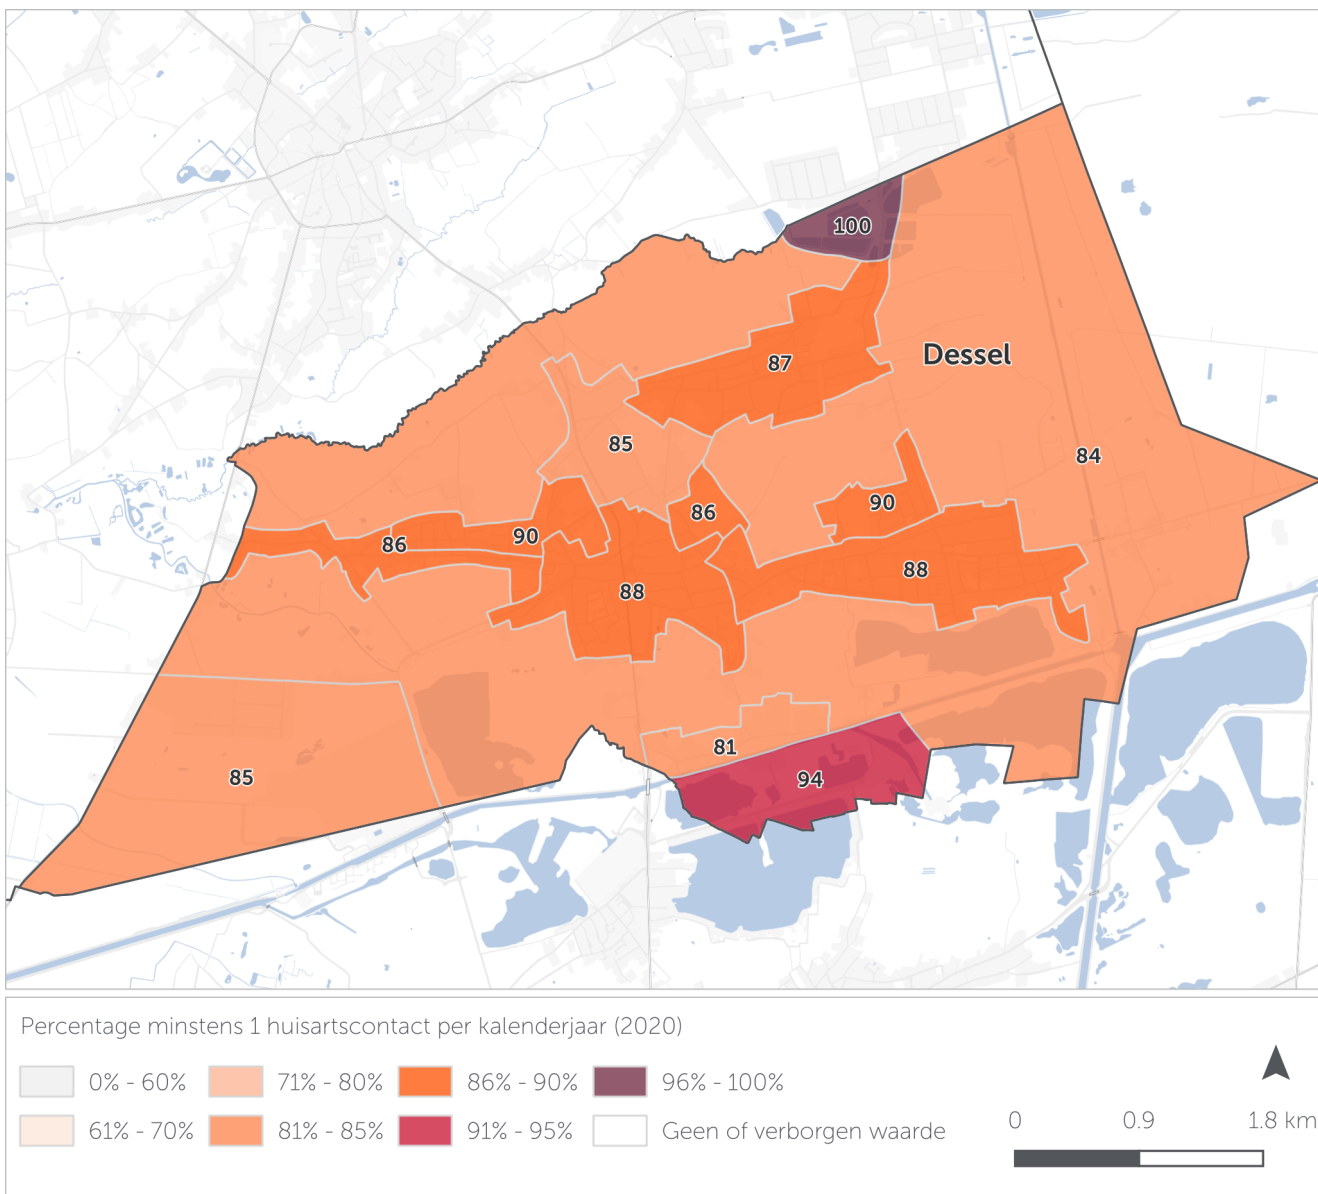 100
87
Dessel
85
84
86
90
90
86
88
88
81
85
94
Percentage minstens 1 huisartscontact per kalenderjaar (2020)
0% - 60%
71% - 80%
86% - 90%
96% - 100%
61% - 70%
81% - 85%
91% - 95%
Geen of verborgen waarde
0 0.9 1.8 km